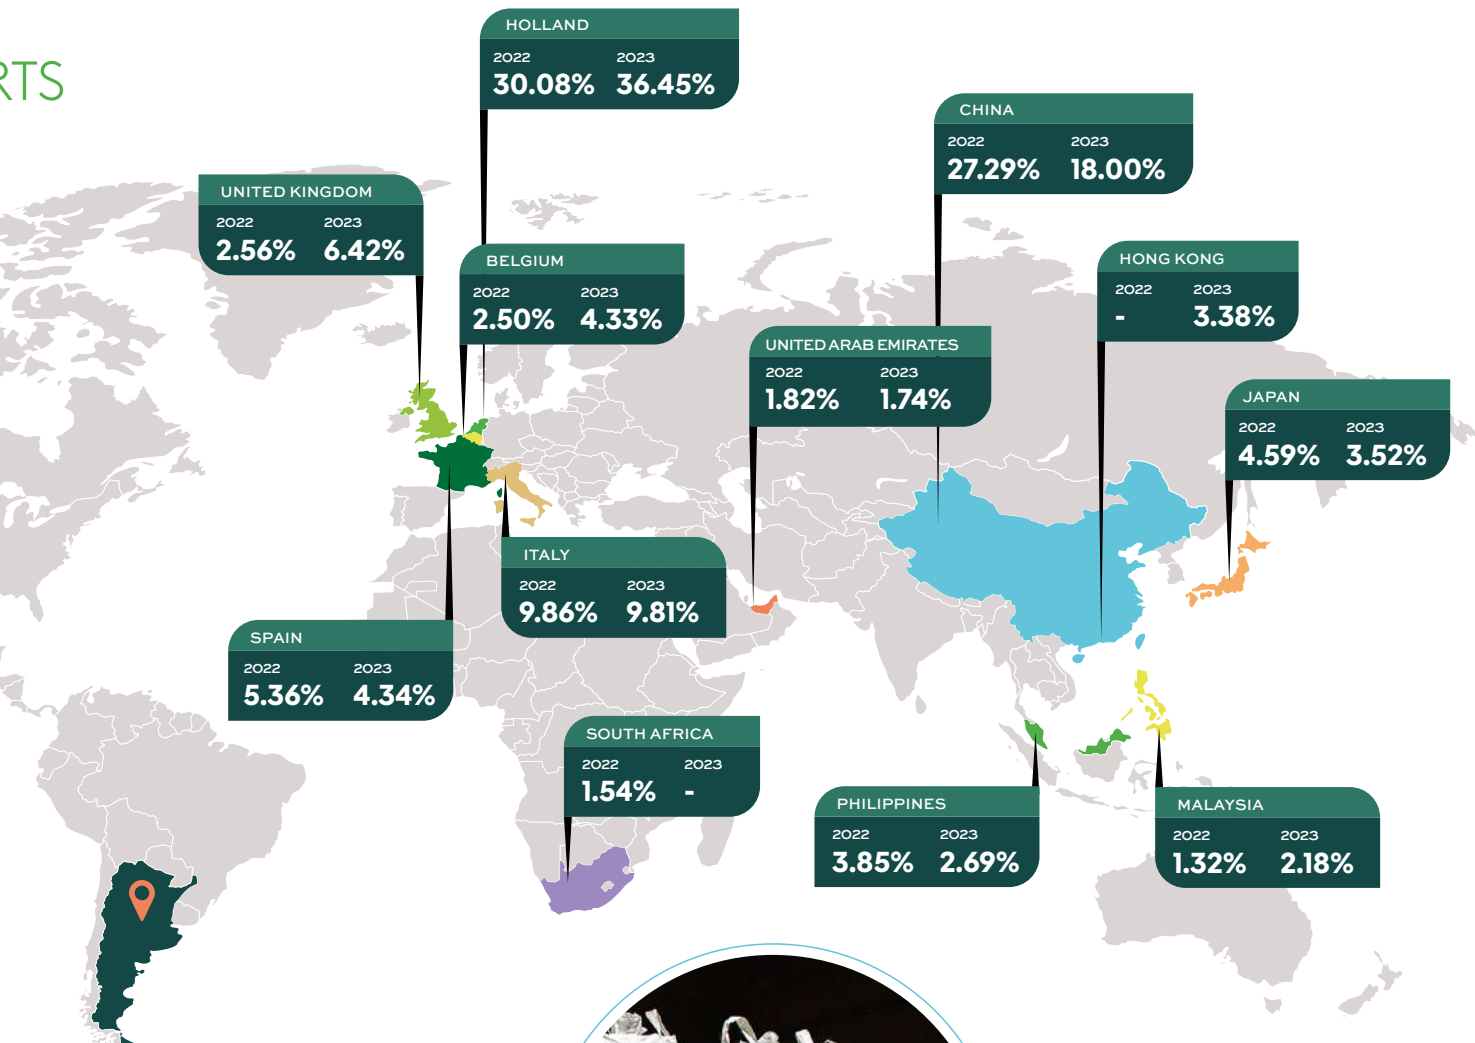 RTS
HOLLAND
2022 2023
30.08% 36.45%
CHINA
2022 2023
27.29% 18.00%
UNITED KINGDOM
2022 2023
2.56% 6.42%
BELGIUM
2022 2023
2.50% 4.33%
HONG KONG
2022 2023
- 3.38%
UNITED ARAB EMIRATES
2022 2023
1.82% 1.74%
JAPAN
2022 2023
4.59% 3.52%
ITALY
2022 2023
9.86% 9.81%
SPAIN
2022 2023
5.36% 4.34%
SOUTH AFRICA
2022 2023
1.54% -
PHILIPPINES
2022 2023
3.85% 2.69%
MALAYSIA
2022 2023
1.32% 2.18%